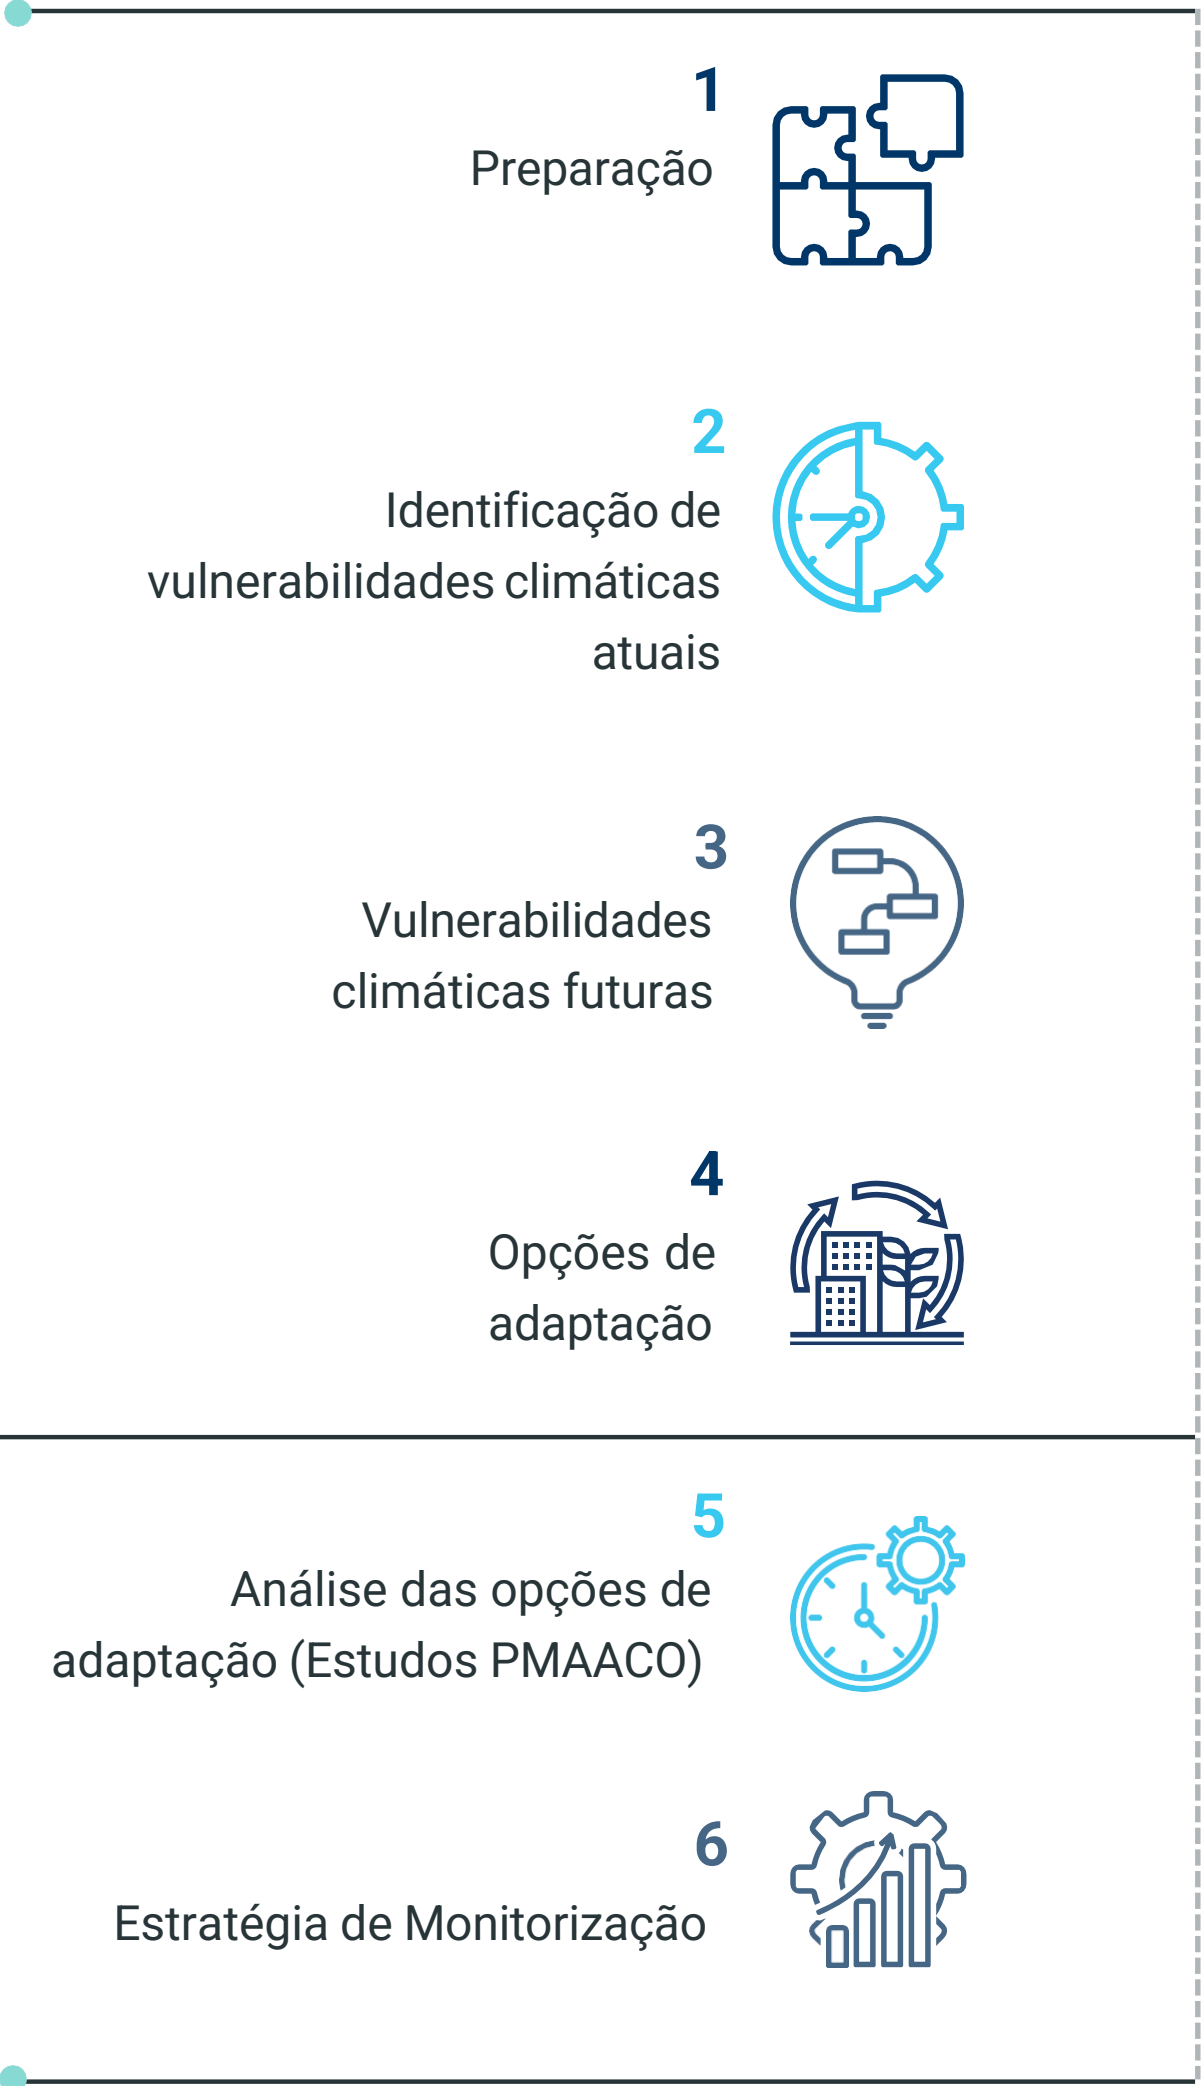 1
Preparação
2
Identificação de
vulnerabilidades climáticas
atuais
3
Vulnerabilidades
climáticas futuras
4
Opções de
adaptação
5
Análise das opções de
adaptação (Estudos PMAACO)
6
Estratégia de Monitorização